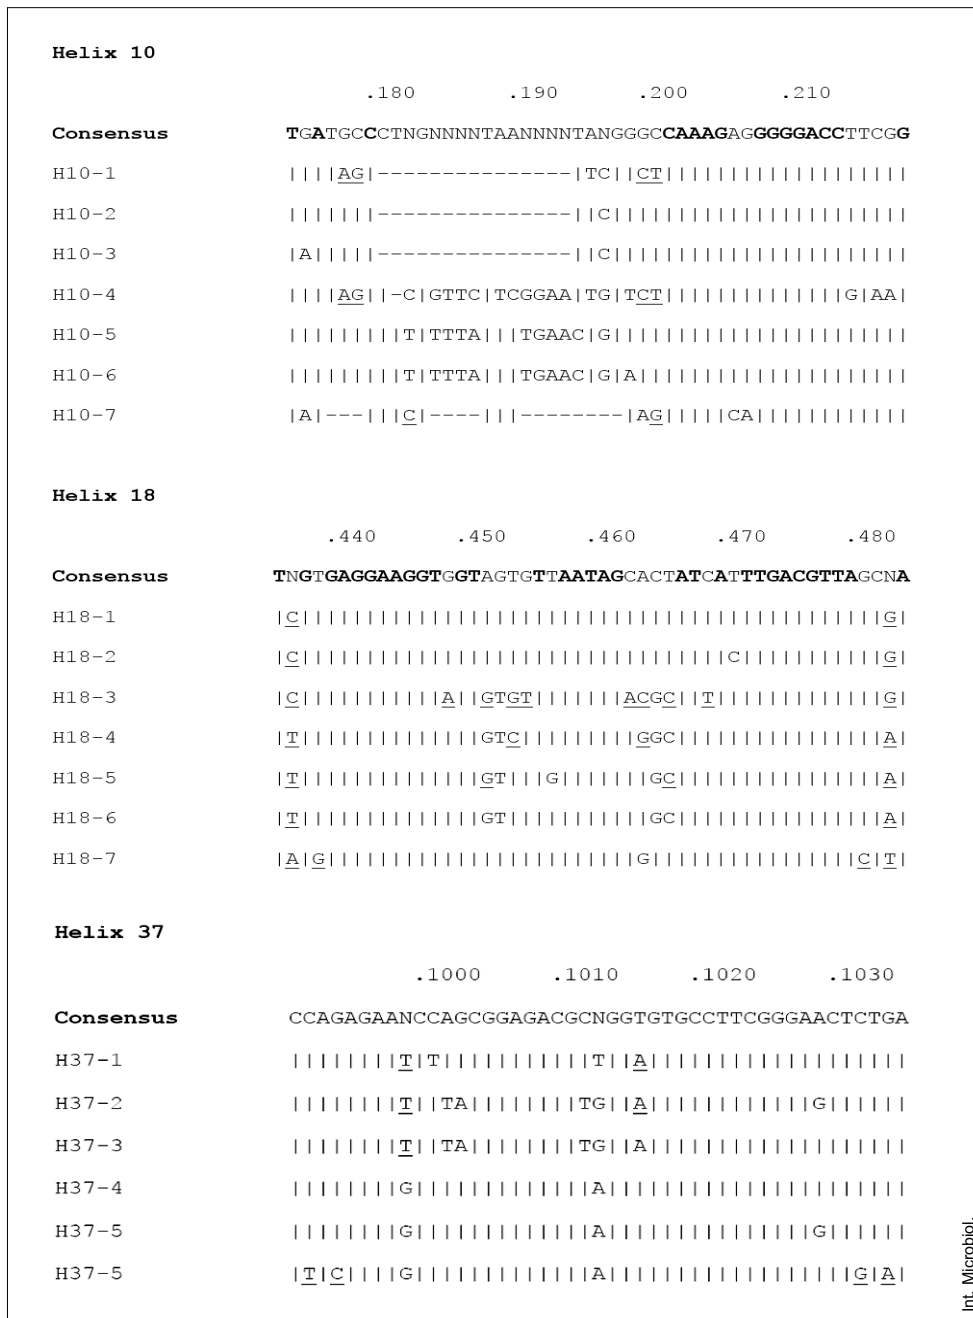 Helix 10
.180 .190 .200 .210
Consensus TGATGCCCTNGNNNNTAANNNNTANGGGCCAAAGAGGGGGACCTTCGG
H10-1 ||||AG|---------------|TC||CT|||||||||||||||||||
H10-2 |||||||---------------||C|||||||||||||||||||||||
H10-3 |A|||||---------------||C|||||||||||||||||||||||
H10-4 ||||AG||-C|GTTC|TCGGAA|TG|TCT||||||||||||||G|AA|
H10-5 |||||||||T|TTTA|||TGAAC|G|||||||||||||||||||||||
H10-6 |||||||||T|TTTA|||TGAAC|G|A|||||||||||||||||||||
H10-7 |A|---|||C|----|||--------|AG|||||CA||||||||||||
Helix 18
.440 .450 .460 .470 .480
Consensus TNGTGAGGAAGGTGGTAGTGTTAATAGCACTATCATTTGACGTTAGCNA
H18-1 |C|||||||||||||||||||||||||||||||||||||||||||||G|
H18-2 |C|||||||||||||||||||||||||||||||||C|||||||||||G|
H18-3 |C|||||||||||A||GTGT|||||||ACGC||T|||||||||||||G|
H18-4 |T||||||||||||||GTC|||||||||GGC||||||||||||||||A|
H18-5 |T||||||||||||||GT|||G|||||||GC||||||||||||||||A|
H18-6 |T||||||||||||||GT|||||||||||GC||||||||||||||||A|
H18-7 |A|G||||||||||||||||||||||||G||||||||||||||||C|T|
Helix 37
.1000 .1010 .1020 .1030
Consensus CCAGAGAANCCAGCGGAGACGCNGGTGTGCCTTCGGGAACTCTGA
H37-1 ||||||||T|T|||||||||||T||A|||||||||||||||||||
H37-2 ||||||||T||TA||||||||TG||A||||||||||||G||||||
H37-3 ||||||||T||TA||||||||TG||A|||||||||||||||||||
H37-4 ||||||||G|||||||||||||A||||||||||||||||||||||
H37-5 ||||||||G|||||||||||||A|||||||||||||||G||||||
H37-5 |T|C||||G|||||||||||||A||||||||||||||||||G|A|
Int. Microbiol.